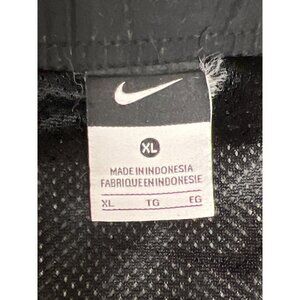 XL
MADE IN INDONESIA
FABRIQUE EN INDONESIE
XL TG EG